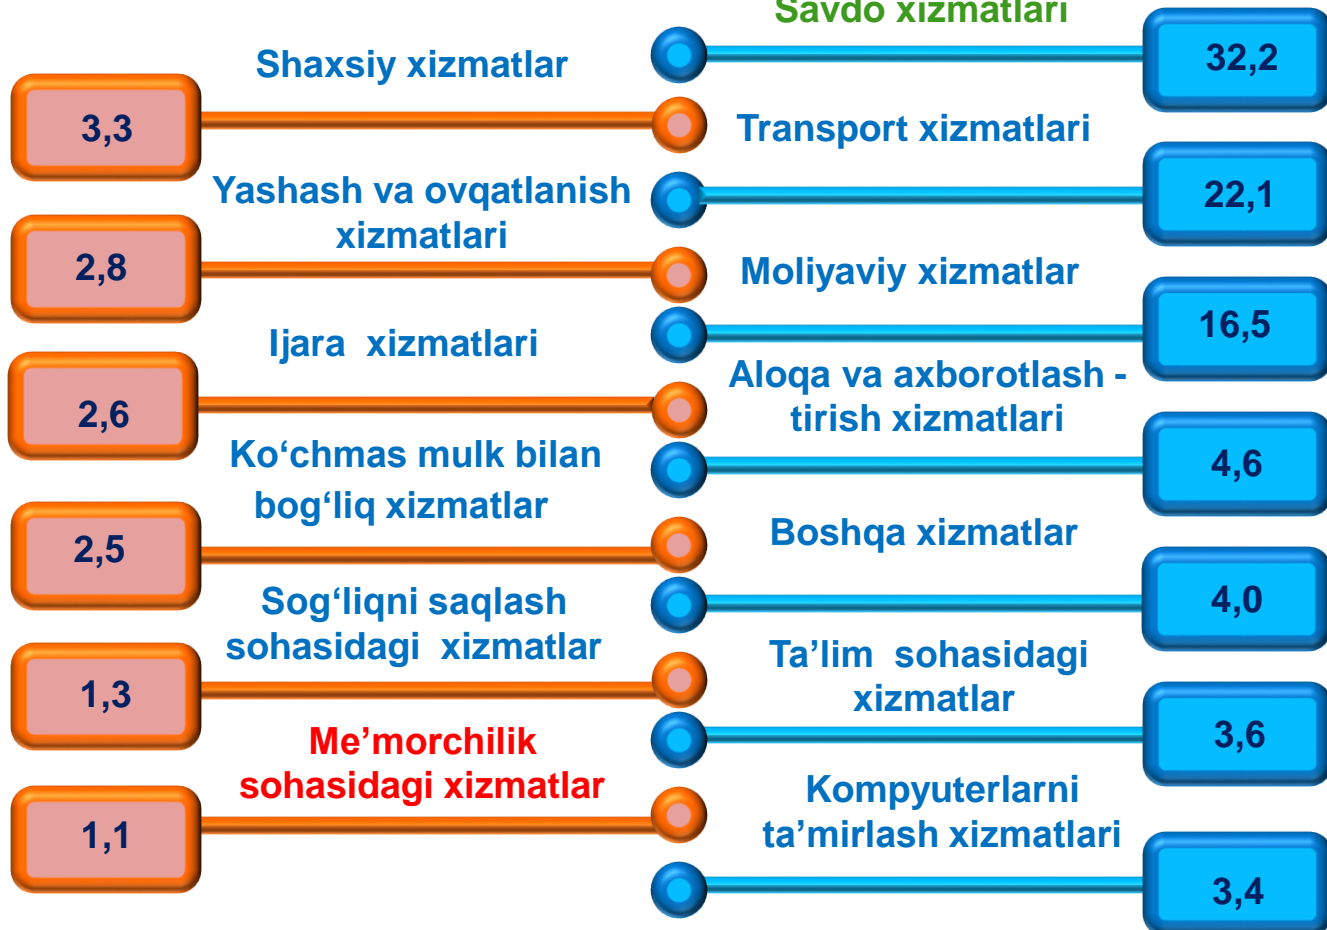 Savdo xizmatlari
32,2
Shaxsiy xizmatlar
3,3
Transport xizmatlari
22,1
Yashash va ovqatlanish
xizmatlari
2,8
Moliyaviy xizmatlar
16,5
Ijara xizmatlari
2,6
Aloqa va axborotlash -
tirish xizmatlari
4,6
Ko‘chmas mulk bilan
bog‘liq xizmatlar
2,5
Boshqa xizmatlar
4,0
Sog‘liqni saqlash
sohasidagi xizmatlar
1,3
Ta’lim sohasidagi
xizmatlar
3,6
Me’morchilik
sohasidagi xizmatlar
1,1
Kompyuterlarni
ta’mirlash xizmatlari
3,4